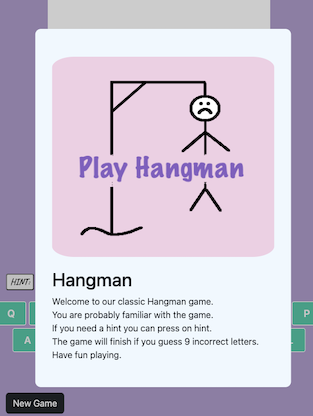 Play Hangman
HINT:
Hangman
Welcome to our classic Hangman game.
You are probably familiar with the game.
If you need a hint you can press on hint.
The game will finish if you guess 9 incorrect letters.
Have fun playing.
Q
P
A
L
New Game